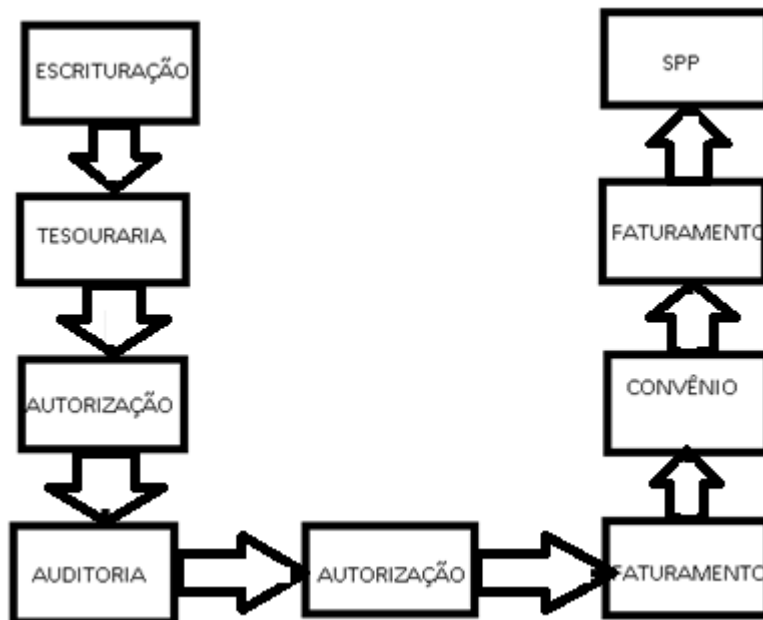 ESCRITURAÇÃO
TESOURARIA
AUTORIZAÇÃO
AUDITORIA
AUTORIZAÇÃO
FATURAMENTO
CONVÊNIO
FATURAMENTO
SPP